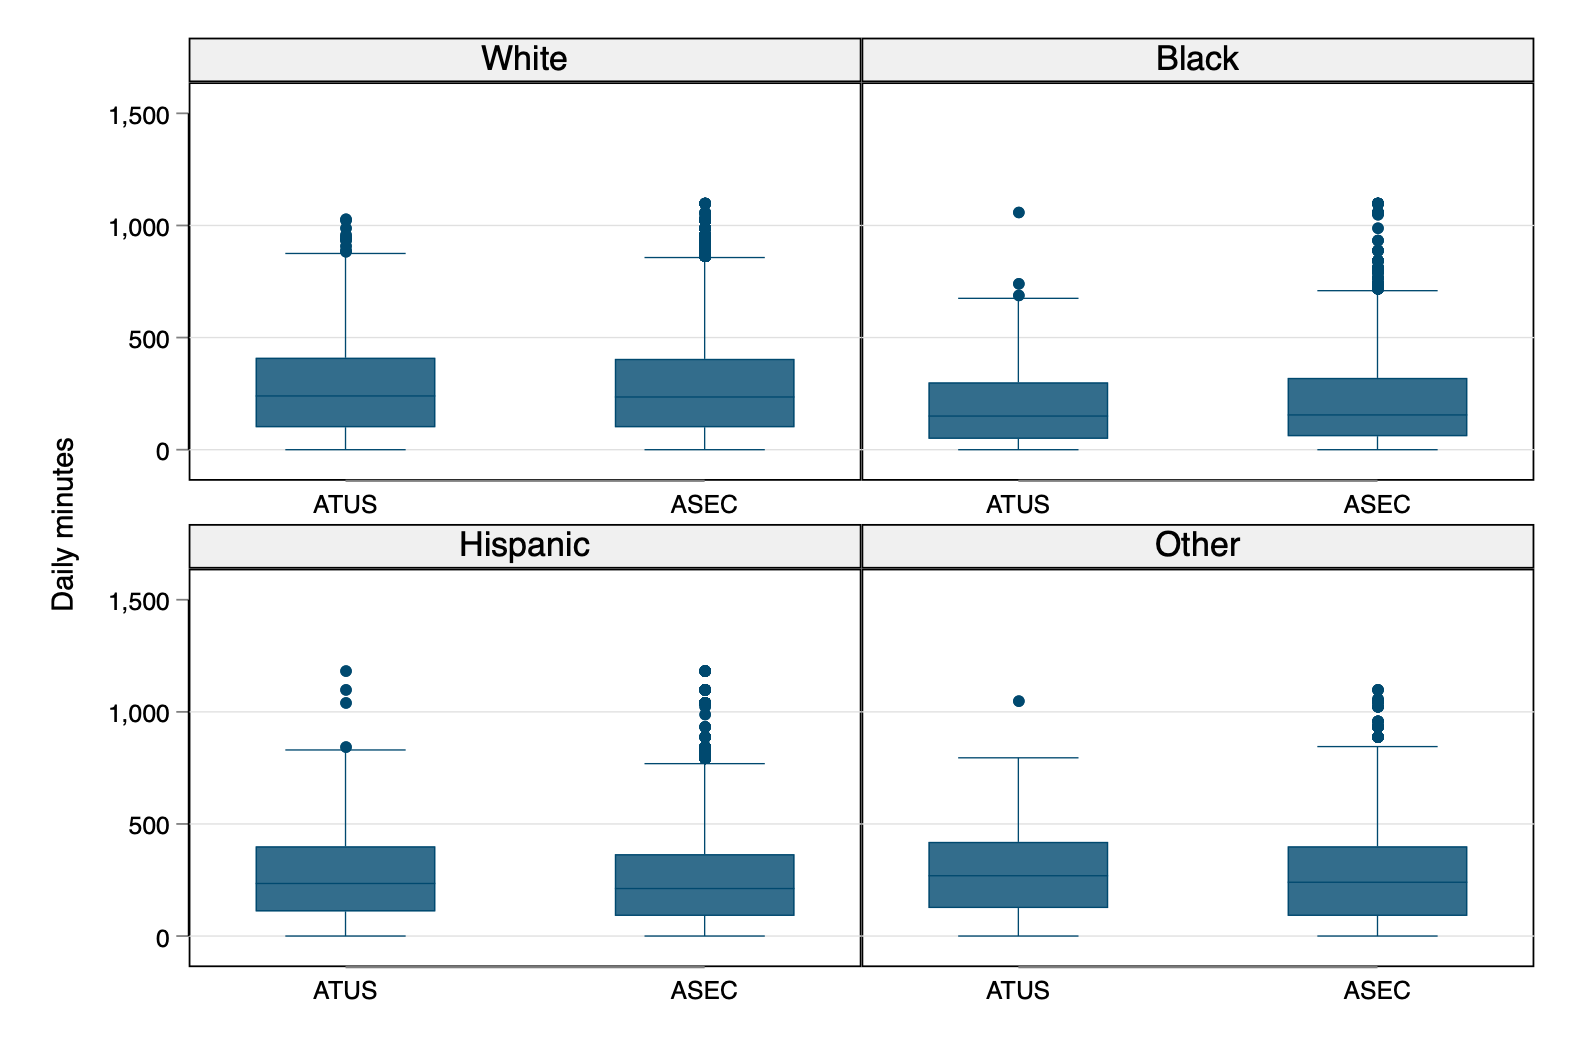 White
Black
1,500
1,000
500
0
ATUS
ASEC
ATUS
ASEC
Daily minutes
Hispanic
Other
1,500
1,000
500
0
ATUS
ASEC
ATUS
ASEC